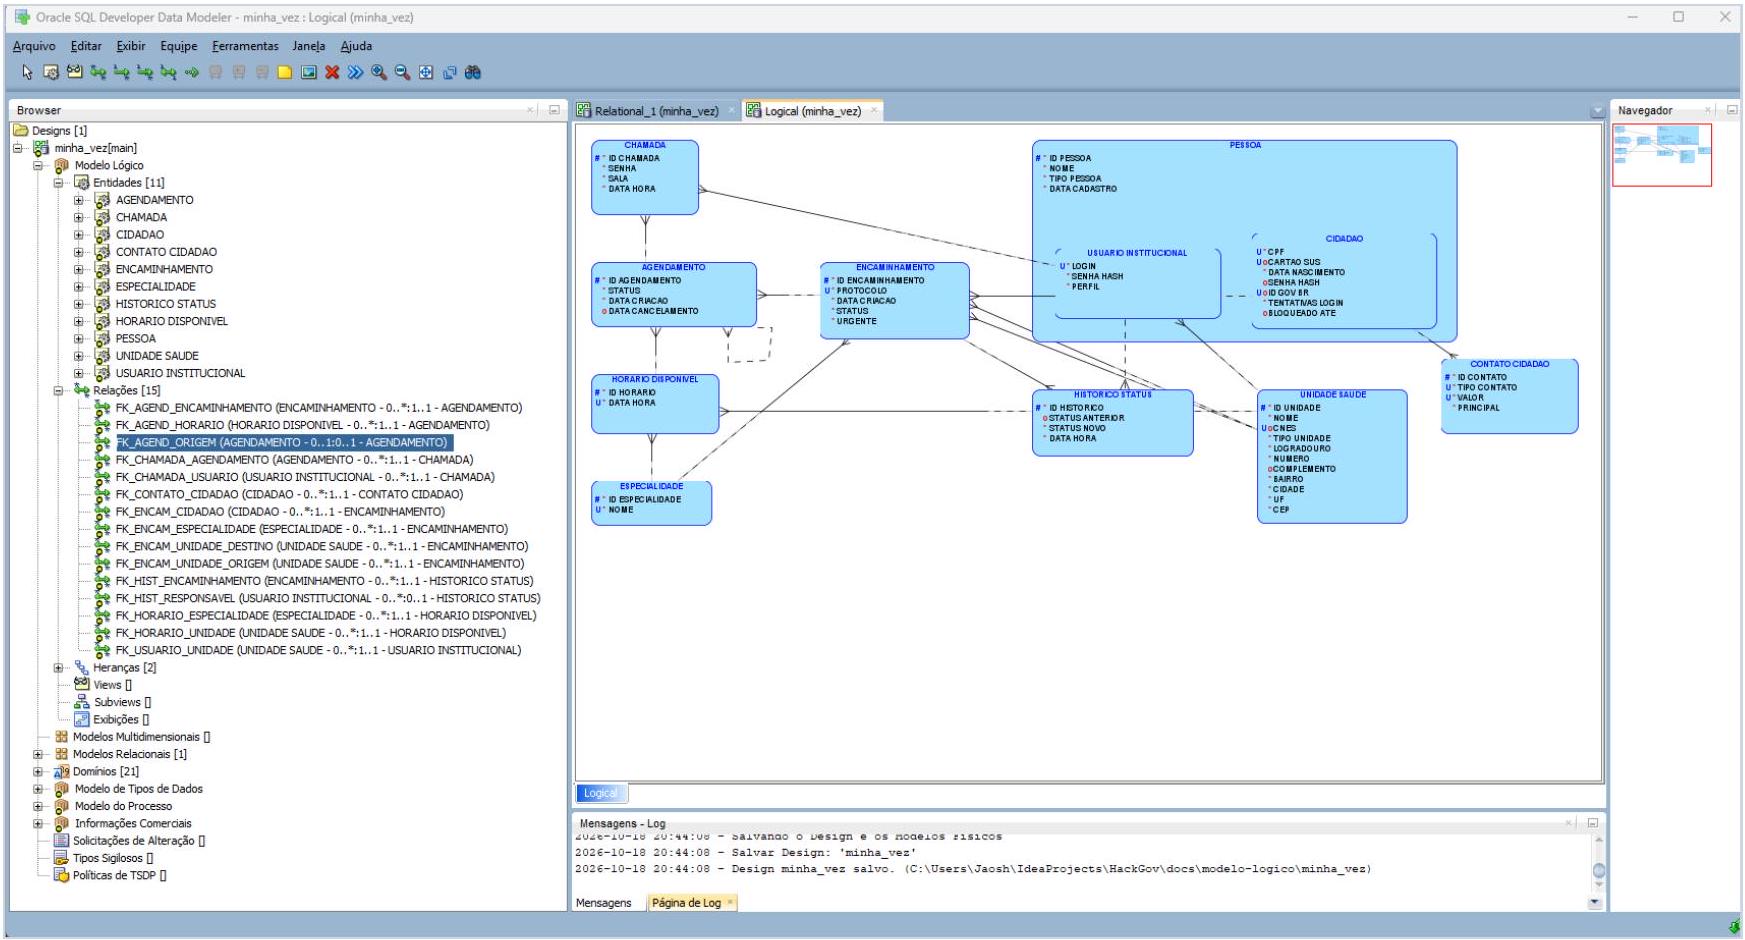 Oracle SQL Developer Data Modeler - minha_vez : Logical (minha_vez)
Arquivo Editar Exibir Equipe Ferramentas Janela Ajuda
Browser
Designs [1]
minha_vez[main]
Modelo Lógico
Entidades [11]
AGENDAMENTO
CHAMADA
CIDADAO
CONTATO CIDADAO
ENCAMINHAMENTO
ESPECIALIDADE
HISTORICO STATUS
HORARIO DISPONIVEL
PESSOA
UNIDADE SAUDE
USUARIO INSTITUCIONAL
Relações [15]
FK_AGEND_ENCAMINHAMENTO (ENCAMINHAMENTO - 0..*:1..1 - AGENDAMENTO)
FK_AGEND_HORARIO (HORARIO DISPONIVEL - 0..*:1..1 - AGENDAMENTO)
FK_AGEND_ORIGEM (AGENDAMENTO - 0..1:0..1 - AGENDAMENTO)
FK_CHAMADA_AGENDAMENTO (AGENDAMENTO - 0..*:1..1 - CHAMADA)
FK_CHAMADA_USUARIO (USUARIO INSTITUCIONAL - 0..*:1..1 - CHAMADA)
FK_CONTATO_CIDADAO (CIDADAO - 0..*:1..1 - CONTATO CIDADAO)
FK_ENCAM_CIDADAO (CIDADAO - 0..*:1..1 - ENCAMINHAMENTO)
FK_ENCAM_ESPECIALIDADE (ESPECIALIDADE - 0..*:1..1 - ENCAMINHAMENTO)
FK_ENCAM_UNIDADE_DESTINO (UNIDADE SAUDE - 0..*:1..1 - ENCAMINHAMENTO)
FK_ENCAM_UNIDADE_ORIGEM (UNIDADE SAUDE - 0..*:1..1 - ENCAMINHAMENTO)
FK_HIST_ENCAMINHAMENTO (ENCAMINHAMENTO - 0..*:1..1 - HISTORICO STATUS)
FK_HIST_RESPONSAVEL (USUARIO INSTITUCIONAL - 0..*:0..1 - HISTORICO STATUS)
FK_HORARIO_ESPECIALIDADE (ESPECIALIDADE - 0..*:1..1 - HORARIO DISPONIVEL)
FK_HORARIO_UNIDADE (UNIDADE SAUDE - 0..*:1..1 - HORARIO DISPONIVEL)
FK_USUARIO_UNIDADE (UNIDADE SAUDE - 0..*:1..1 - USUARIO INSTITUCIONAL)
Heranças [2]
Views []
Subviews []
Exibições []
Modelos Multidimensionais []
Modelos Relacionais [1]
Domínios [21]
Modelo de Tipos de Dados
Modelo do Processo
Informações Comerciais
Solicitações de Alteração []
Tipos Sigilosos []
Políticas de TSDP []
Relational_1 (minha_vez)
Logical (minha_vez)
CHAMADA
# * ID CHAMADA
* SENHA
* SALA
* DATA HORA
PESSOA
# * ID PESSOA
* NOME
* TIPO PESSOA
* DATA CADASTRO
USUARIO INSTITUCIONAL
U * LOGIN
* SENHA HASH
* PERFIL
CIDADAO
U * CPF
U o CARTAO SUS
* DATA NASCIMENTO
o SENHA HASH
U o ID GOV BR
* TENTATIVAS LOGIN
o BLOQUEADO ATE
AGENDAMENTO
# * ID AGENDAMENTO
* STATUS
* DATA CRIACAO
o DATA CANCELAMENTO
ENCAMINHAMENTO
# * ID ENCAMINHAMENTO
U * PROTOCOLO
* DATA CRIACAO
* STATUS
* URGENTE
HORARIO DISPONIVEL
# * ID HORARIO
U * DATA HORA
HISTORICO STATUS
# * ID HISTORICO
o STATUS ANTERIOR
* STATUS NOVO
* DATA HORA
UNIDADE SAUDE
# * ID UNIDADE
* NOME
U o CNES
* TIPO UNIDADE
* LOGRADOURO
* NUMERO
o COMPLEMENTO
* BAIRRO
* CIDADE
* UF
* CEP
CONTATO CIDADAO
# * ID CONTATO
U * TIPO CONTATO
U * VALOR
* PRINCIPAL
ESPECIALIDADE
# * ID ESPECIALIDADE
U * NOME
Logical
Mensagens - Log
2026-10-18 20:44:08 - Salvando o Design e os Modelos Físicos
2026-10-18 20:44:08 - Salvar Design: 'minha_vez'
2026-10-18 20:44:08 - Design minha_vez salvo. (C:\Users\Jaosh\IdeaProjects\HackGov\docs\modelo-logico\minha_vez)
Mensagens
Página de Log
Navegador